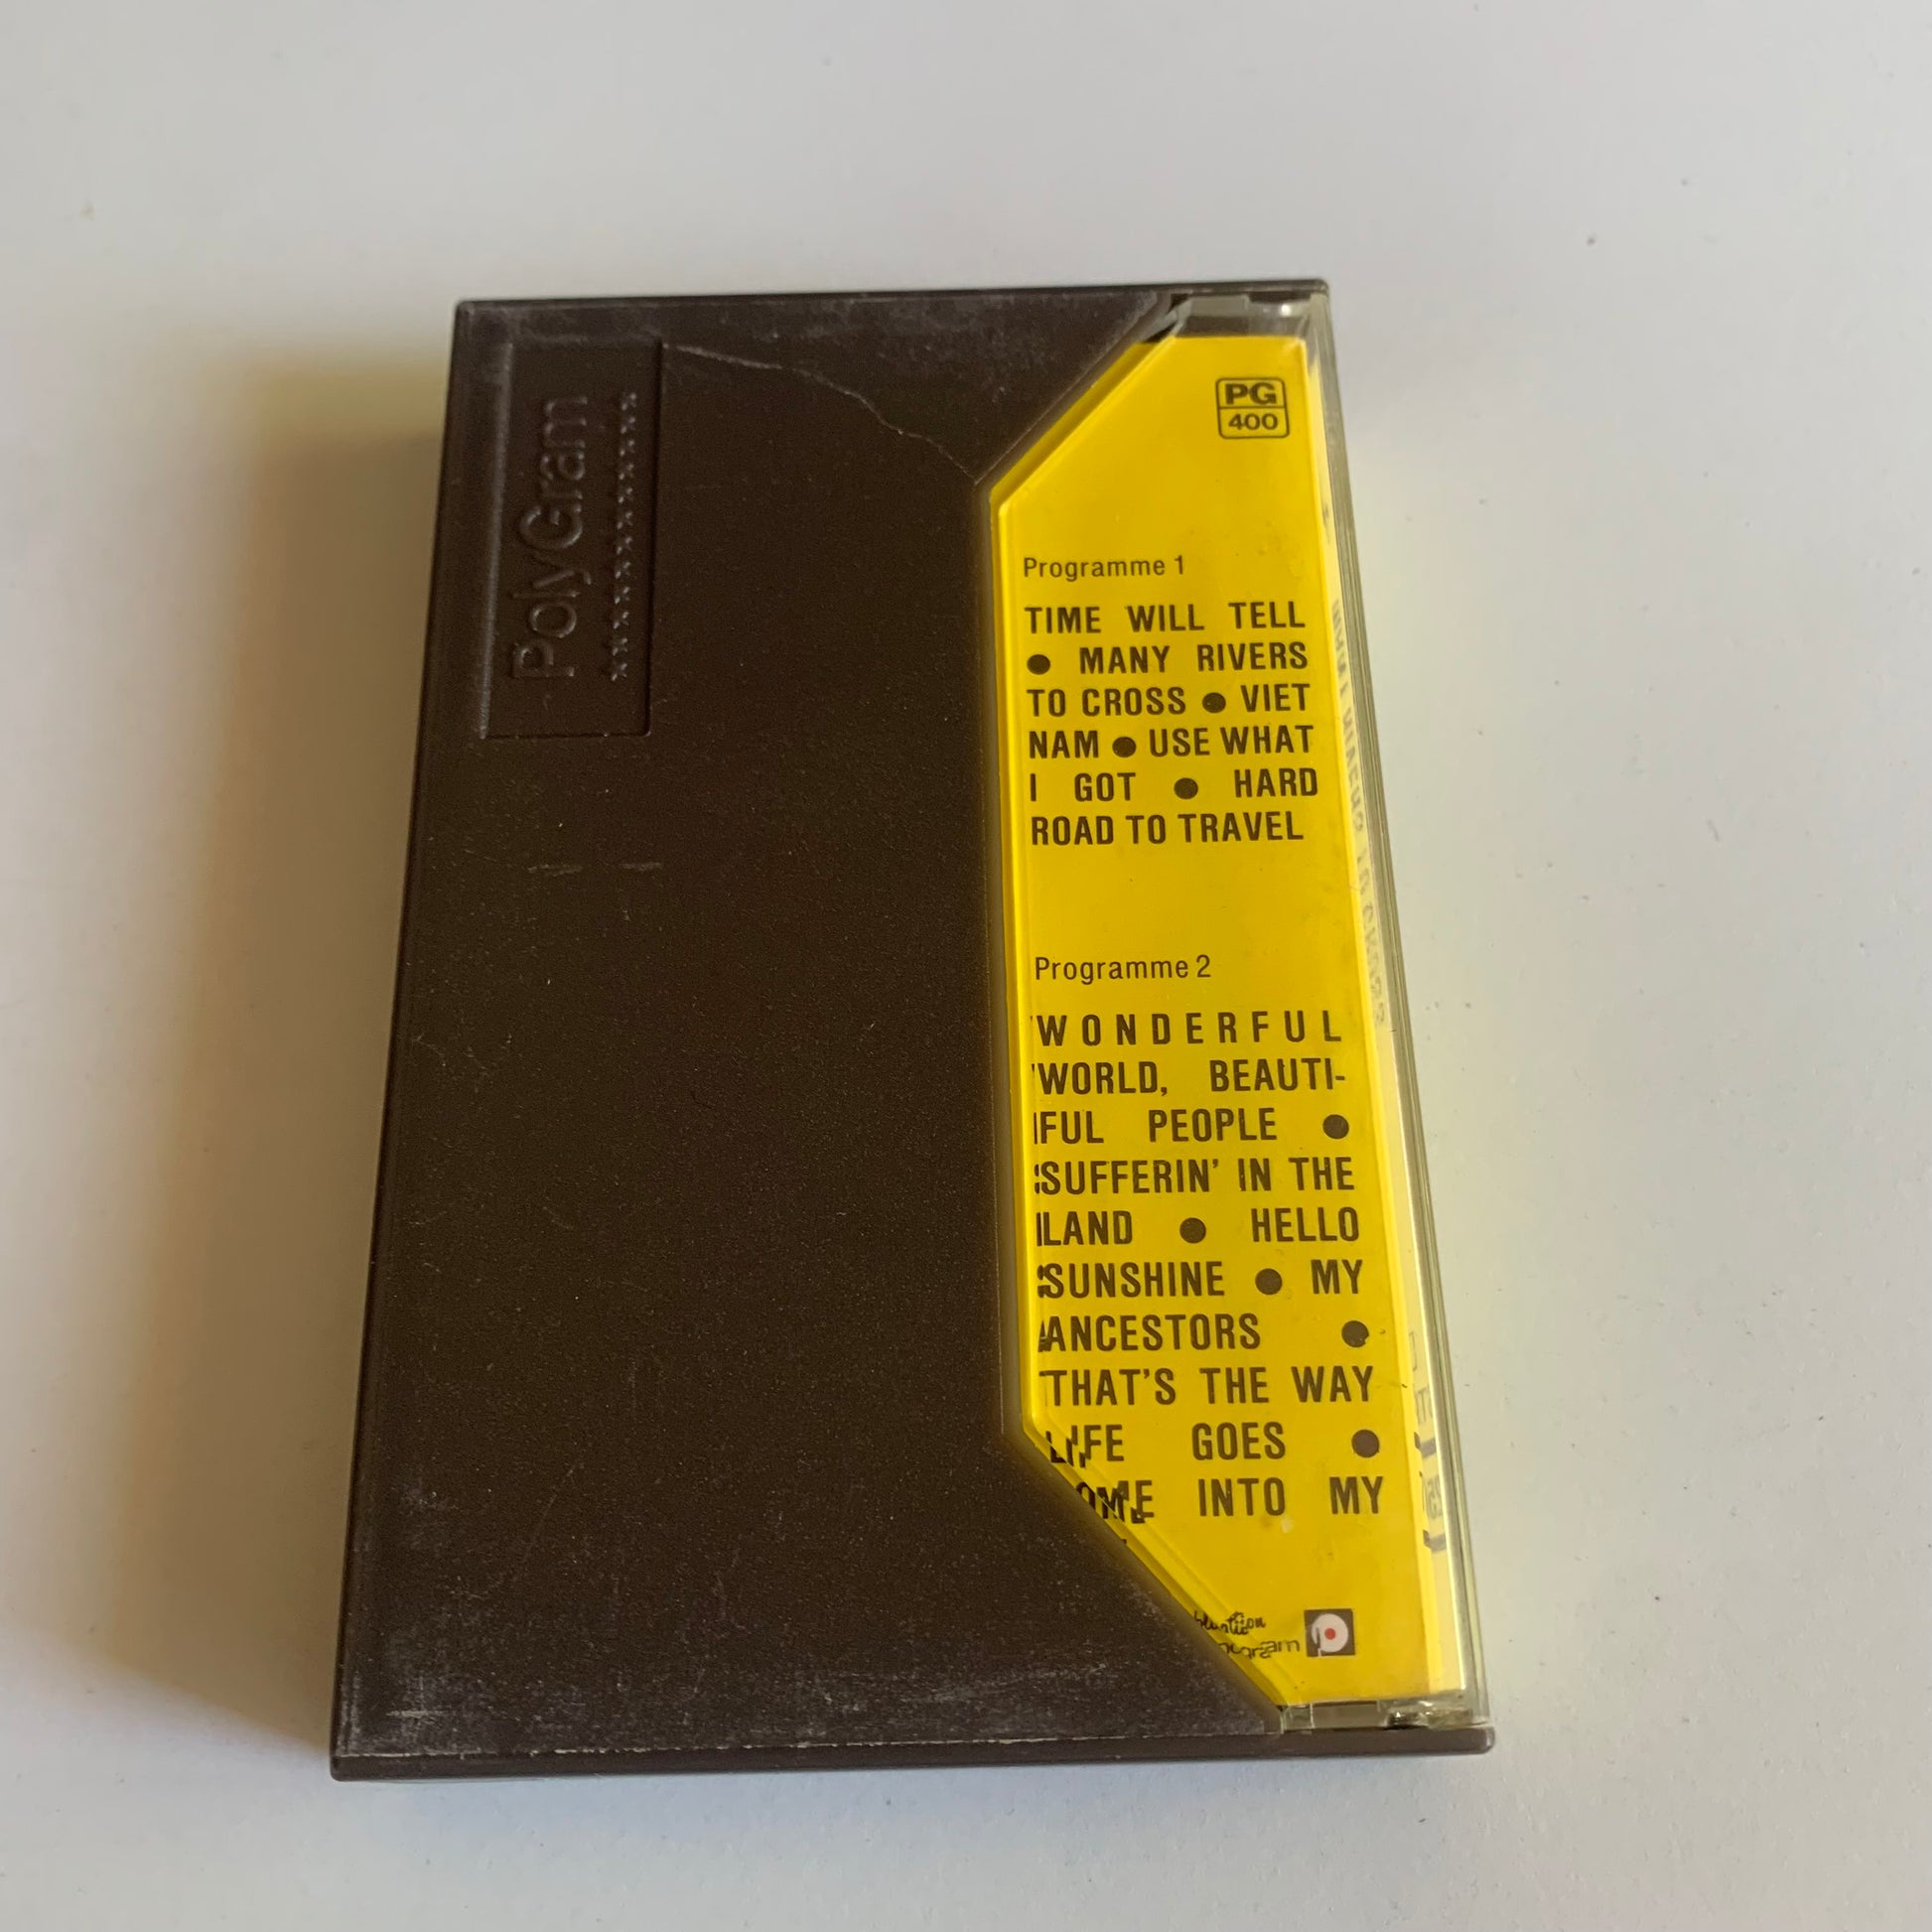 PolyGram
PG
400
Programme 1
TIME WILL TELL
● MANY RIVERS
TO CROSS ● VIET
NAM ● USE WHAT
I GOT ● HARD
ROAD TO TRAVEL
Programme 2
WONDERFUL
WORLD, BEAUTI-
FUL PEOPLE ●
SUFFERIN' IN THE
LAND ● HELLO
SUNSHINE ● MY
ANCESTORS ●
THAT'S THE WAY
LIFE GOES ●
OME INTO MY